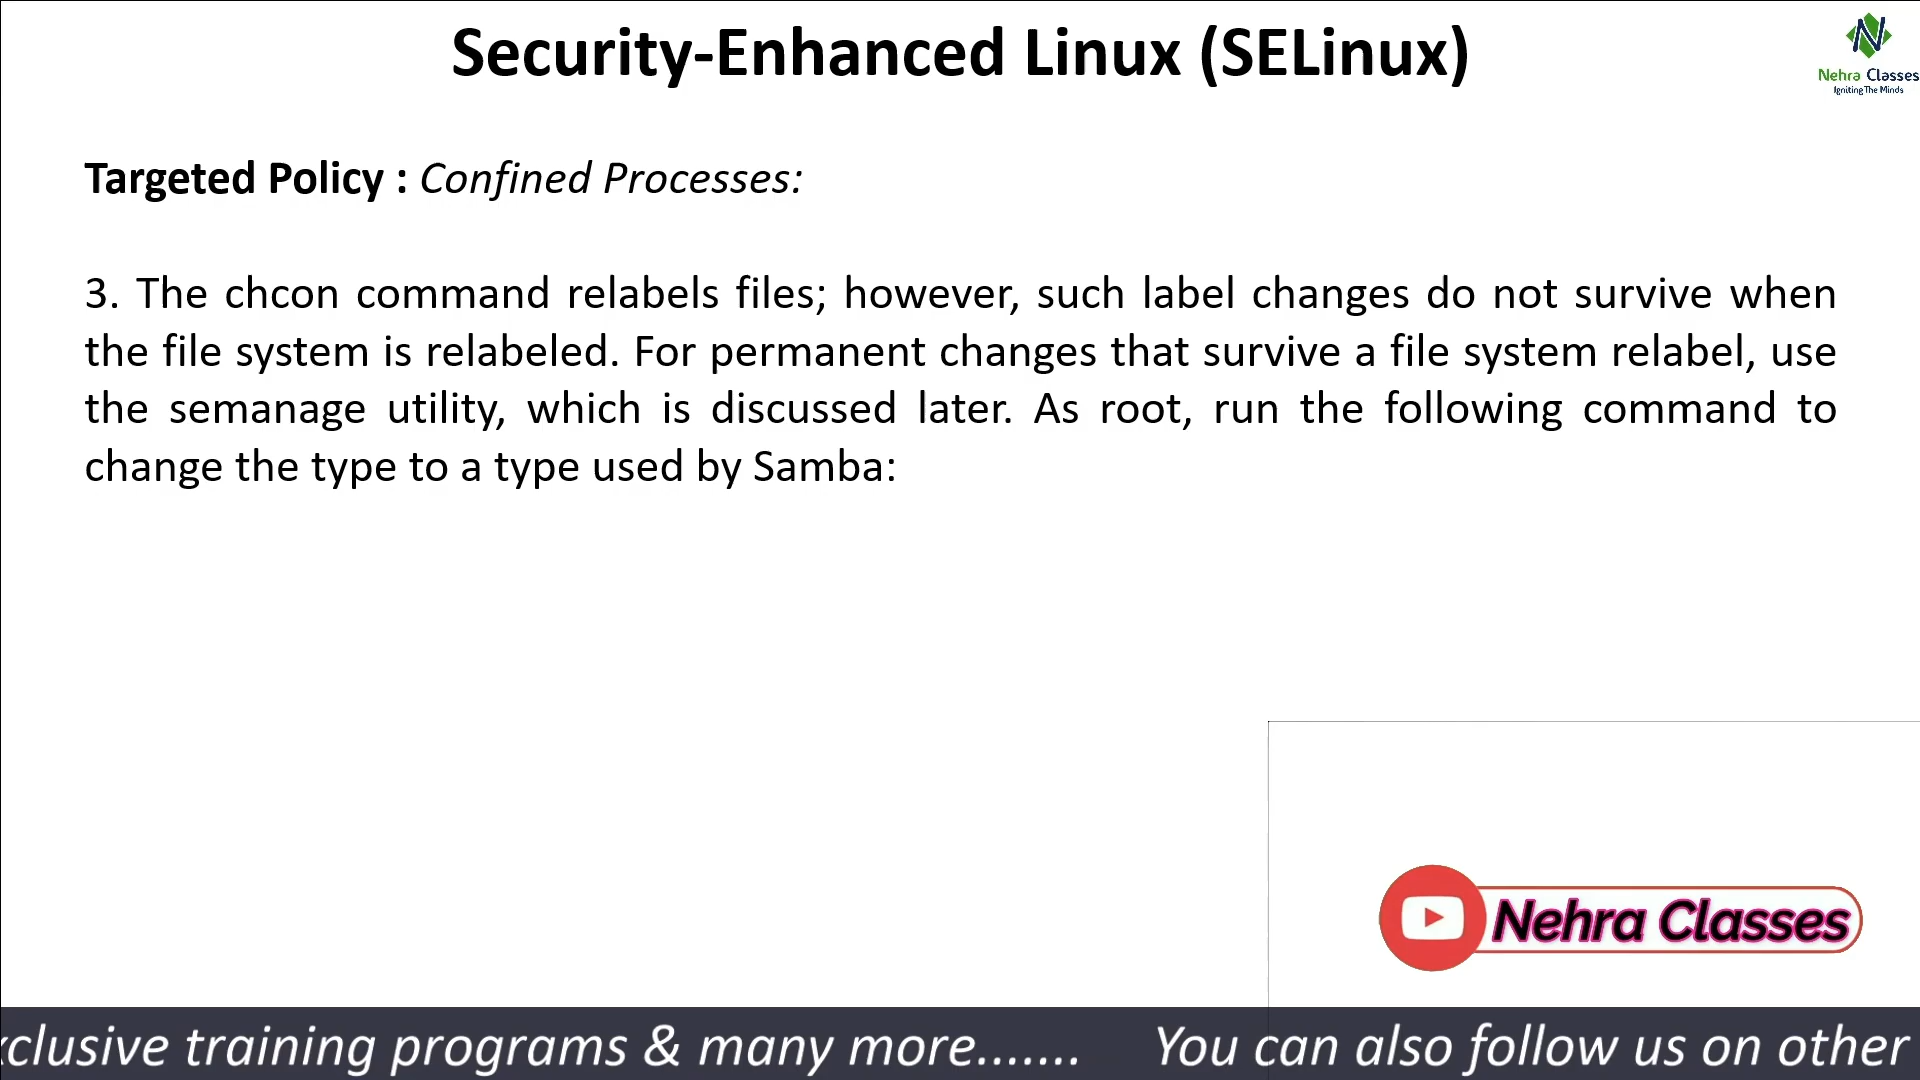 Security-Enhanced Linux (SELinux)
Nehra Classes
Igniting The Minds
Targeted Policy : Confined Processes:
3. The chcon command relabels files; however, such label changes do not survive when
the file system is relabeled. For permanent changes that survive a file system relabel, use
the semanage utility, which is discussed later. As root, run the following command to
change the type to a type used by Samba:
Nehra Classes
xclusive training programs & many more....... You can also follow us on other